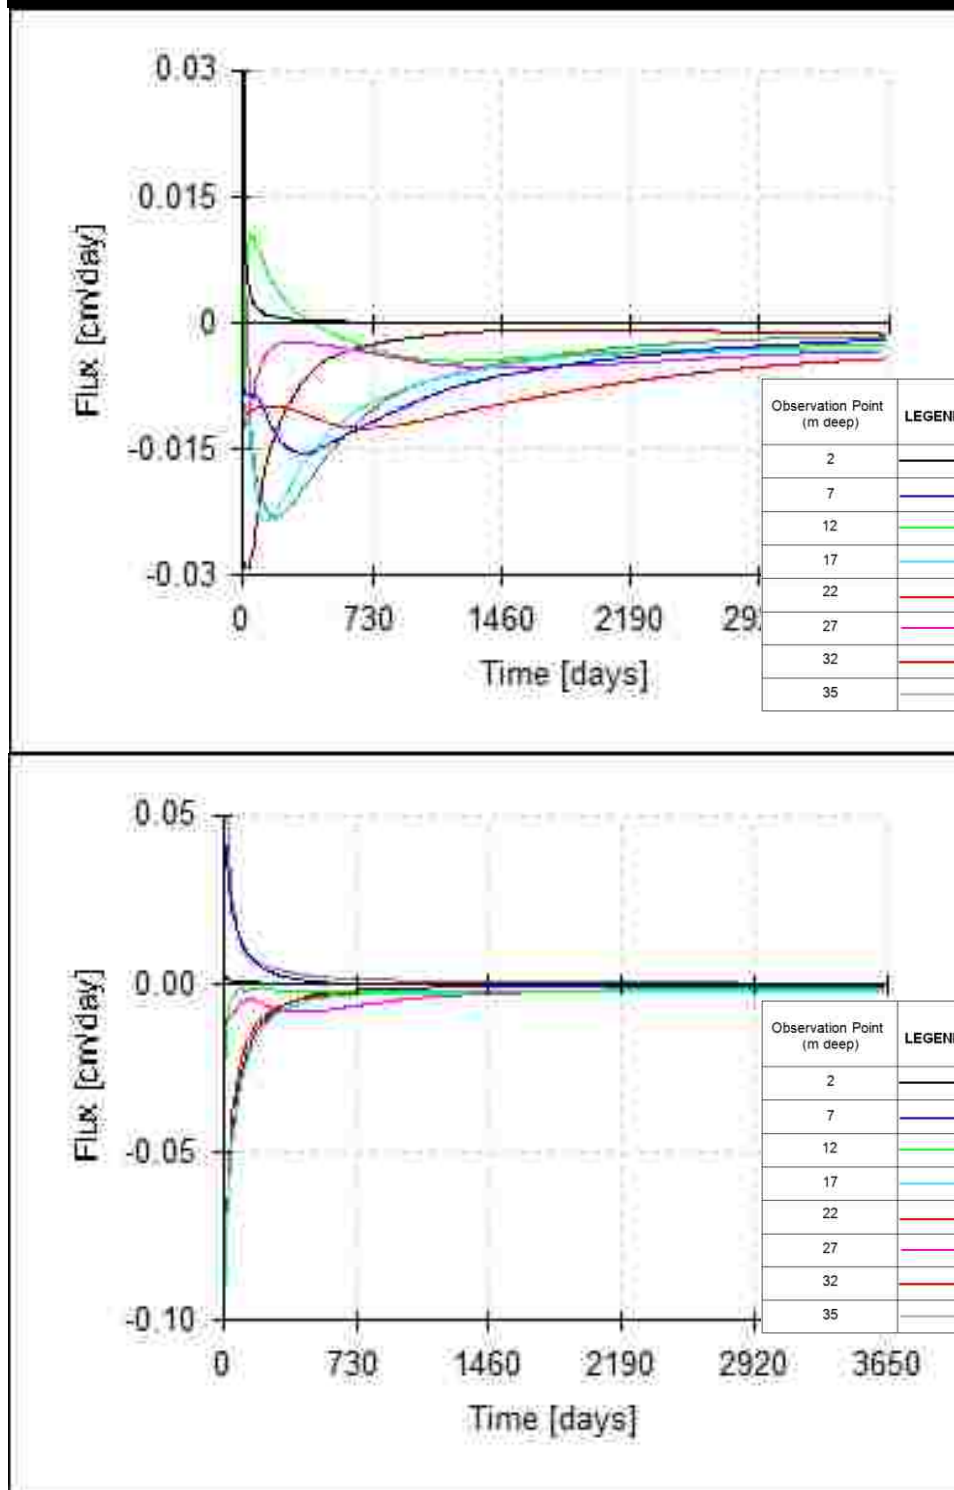 0.03
0.015
0
-0.015
-0.03
Flux [cm/day]
0 730 1460 2190
Time [days]
Observation Point
(m deep)
2
7
12
17
22
27
32
35
0.05
0.00
-0.05
-0.10
Flux [cm/day]
0 730 1460 2190 2920 3650
Time [days]
Observation Point
(m deep)
2
7
12
17
22
27
32
35